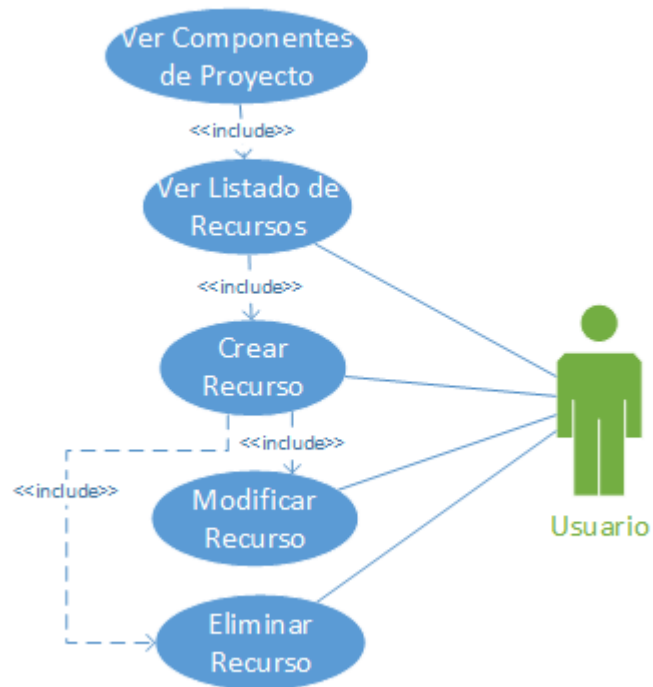 Ver Componentes
de Proyecto
<<include>>
Ver Listado de
Recursos
<<include>>
Crear
Recurso
<<include>>
<<include>>
Modificar
Recurso
Usuario
Eliminar
Recurso